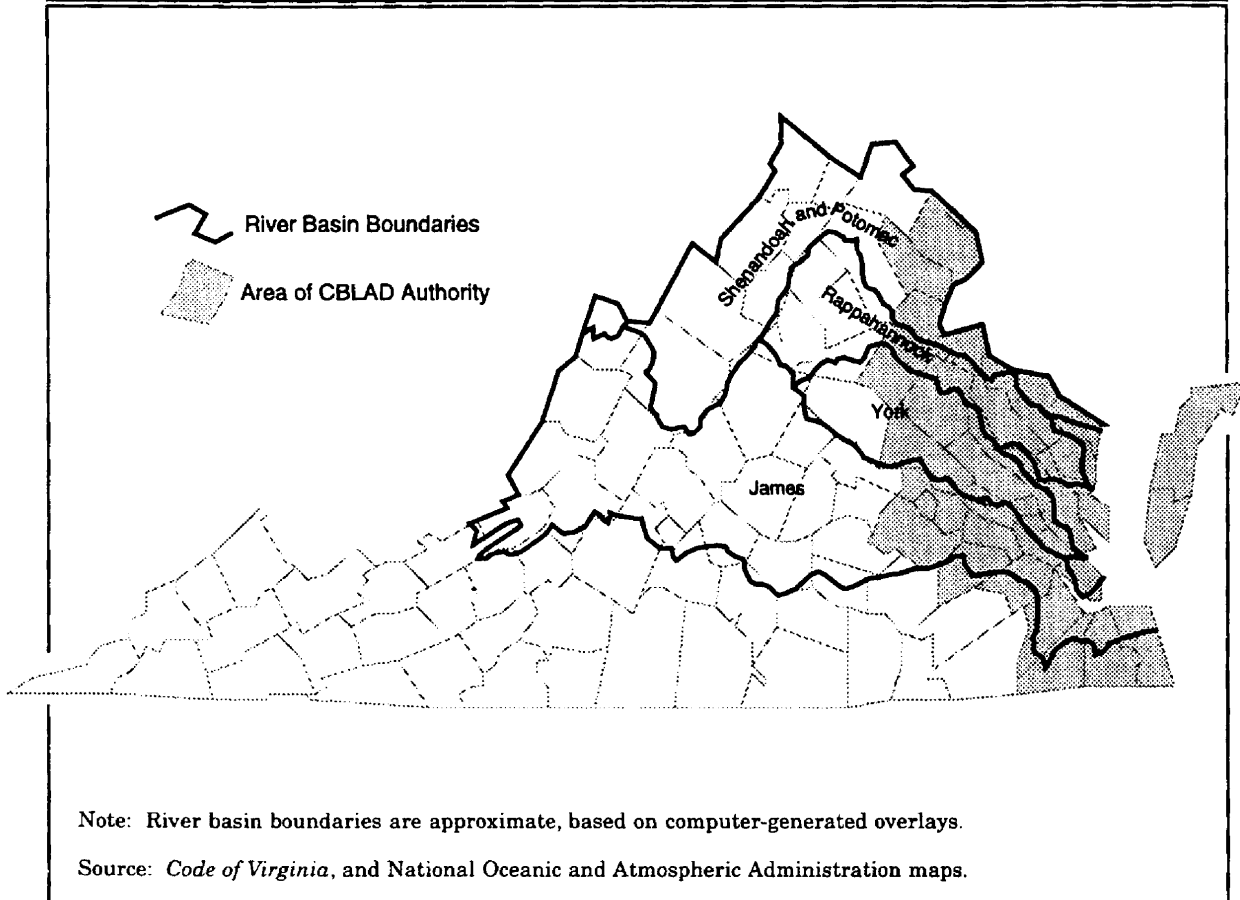 River Basin Boundaries
Area of CBLAD Authority
Shenandoah and Potomac
Rappahannock
York
James
Note: River basin boundaries are approximate, based on computer-generated overlays.
Source: Code of Virginia, and National Oceanic and Atmospheric Administration maps.